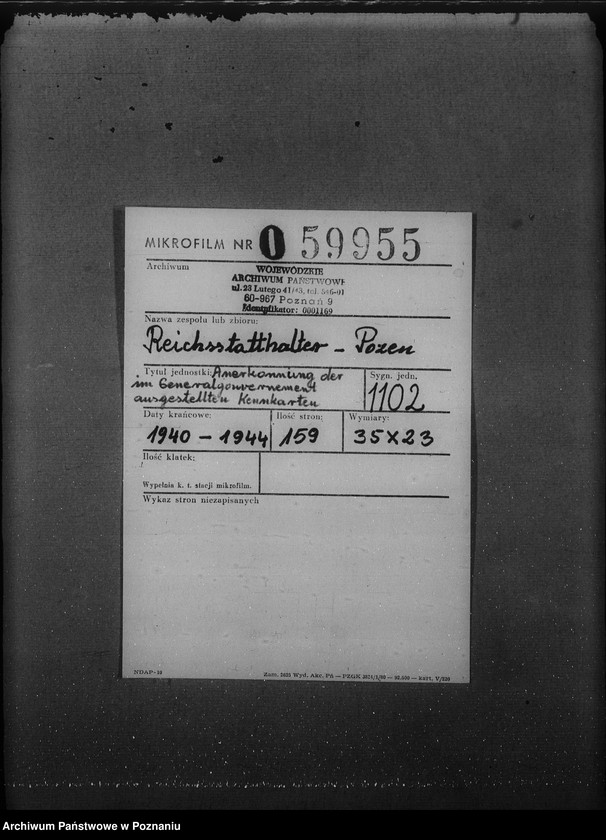 MIKROFILM NR 0 59955
Archiwum
WOJEWÓDZKIE
ARCHIWUM PAŃSTWOWE
ul. 23 Lutego 41/43, tel. 546-01
60-967 Poznań 9
Identyfikator: 0001169
Nazwa zespołu lub zbioru:
Reichsstatthalter - Pozen
Tytuł jednostki: Anerkannung der
im Generalgouvernement
ausgestellten Kennkarten
Sygn. jedn.
1102
Daty krańcowe:
1940 - 1944
Ilość stron:
159
Wymiary:
35X23
Ilość klatek:
Wypełnia k. t. stacji mikrofilm.
Wykaz stron niezapisanych
NDAP-16
Archiwum Państwowe w Poznaniu